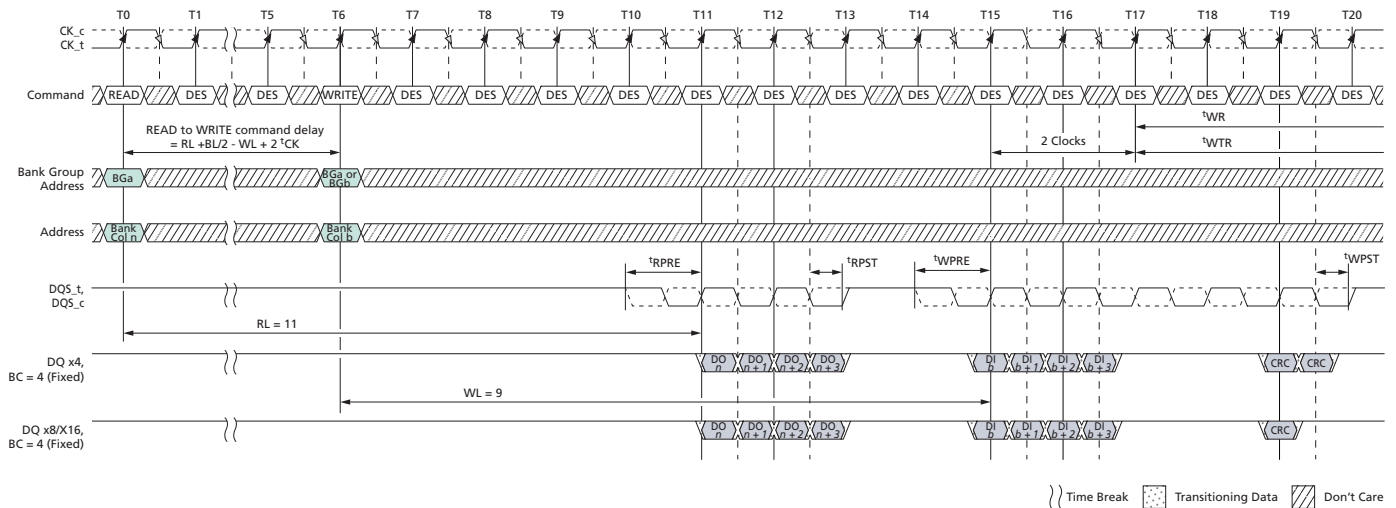 T0 T1 T5 T6 T7 T8 T9 T10 T11 T12 T13 T14 T15 T16 T17 T18 T19 T20
CK_c
CK_t
Command READ DES DES WRITE DES DES DES DES DES DES DES DES DES DES DES DES DES DES
READ to WRITE command delay
= RL +BL/2 - WL + 2 tCK
2 Clocks
tWR
tWTR
Bank Group
Address
BGa
BGa or
BGb
Address
Bank
Col n
Bank
Col b
tRPRE tRPST tWPRE tWPST
DQS_t,
DQS_c
RL = 11
DQ x4,
BC = 4 (Fixed)
DO
n
DO
n + 1
DO
n + 2
DO
n + 3
DI
b
DI
b + 1
DI
b + 2
DI
b + 3
CRC CRC
WL = 9
DQ x8/X16,
BC = 4 (Fixed)
DO
n
DO
n + 1
DO
n + 2
DO
n + 3
DI
b
DI
b + 1
DI
b + 2
DI
b + 3
CRC
Time Break Transitioning Data Don't Care